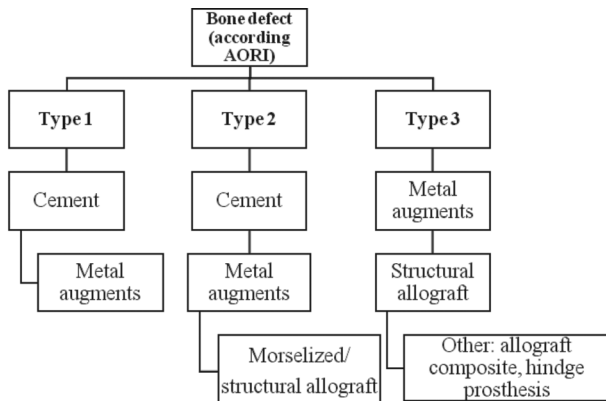 Bone defect
(according
AORI)
Type 1
Type 2
Type 3
Cement
Cement
Metal
augments
Metal
augments
Metal
augments
Structural
allograft
Morselized/
structural allograft
Other: allograft
composite, hindge
prosthesis